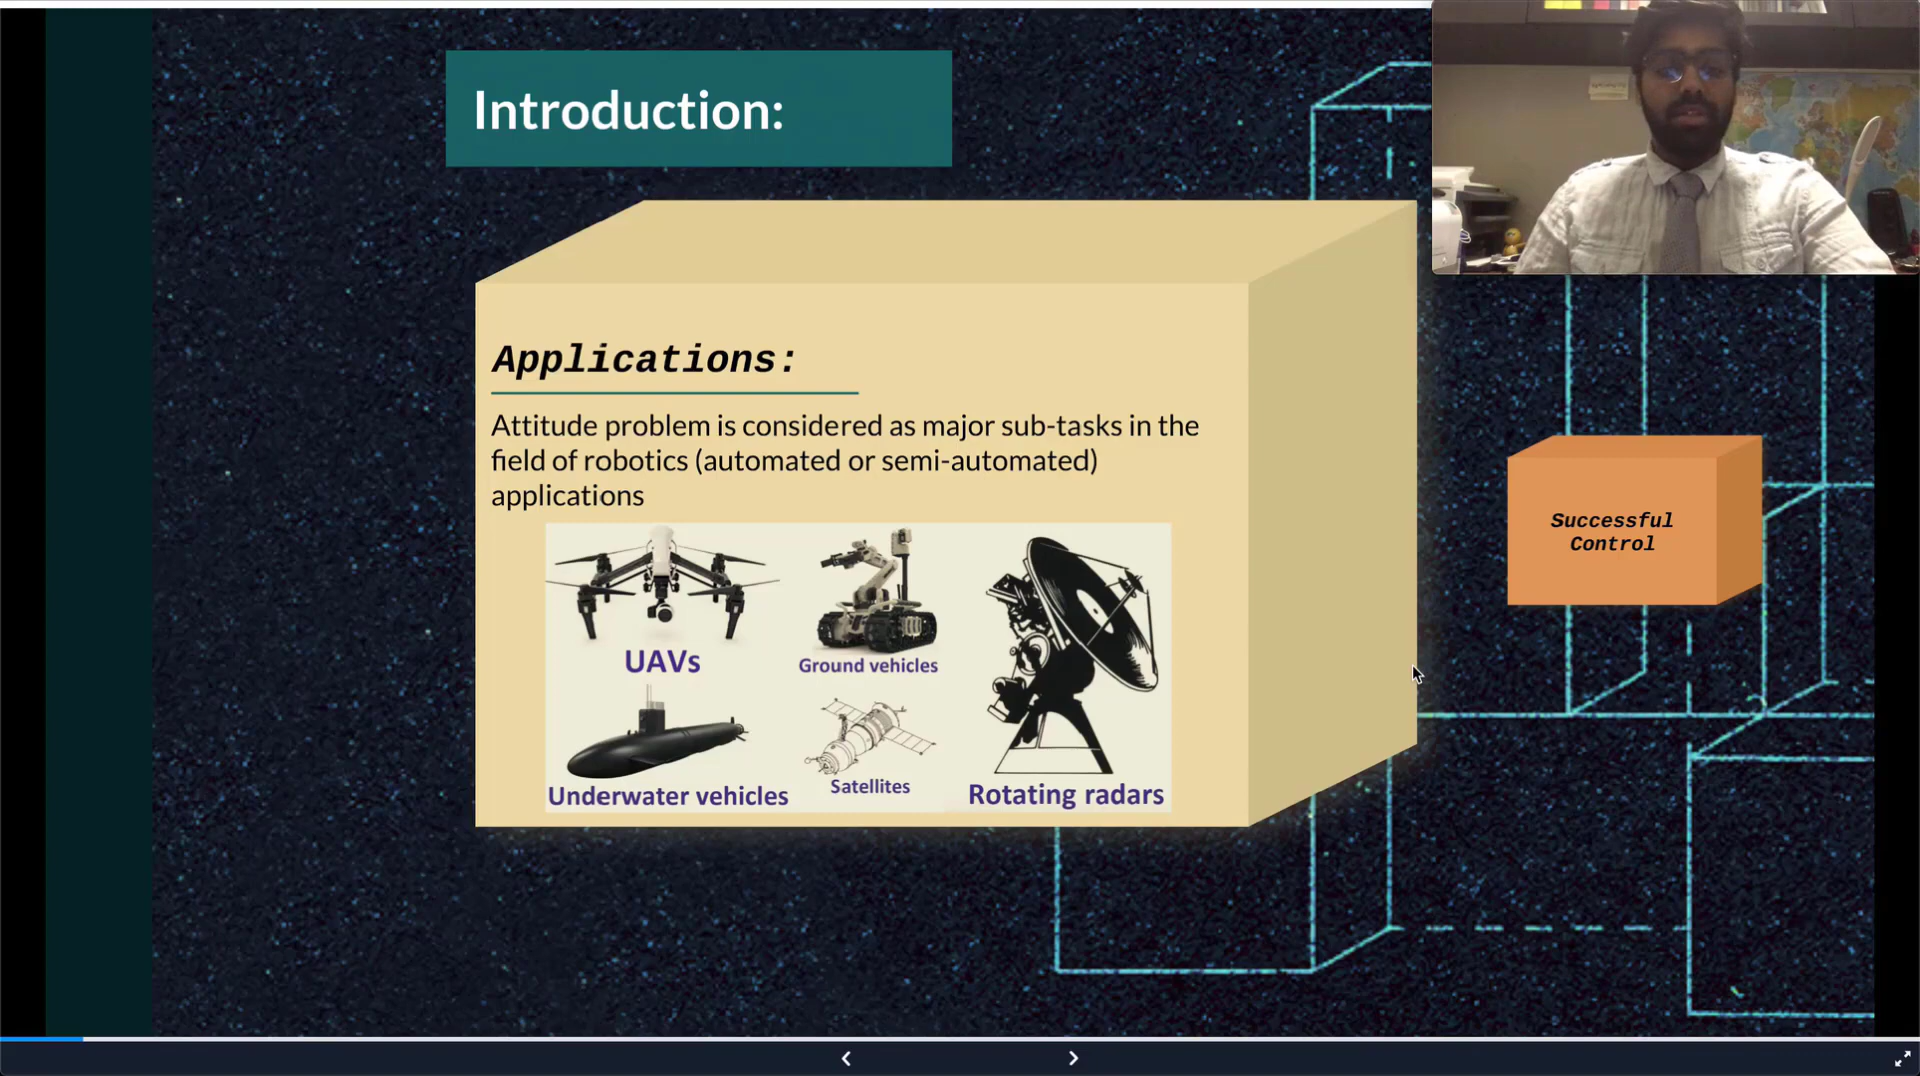 Introduction:
Applications:
Attitude problem is considered as major sub-tasks in the
field of robotics (automated or semi-automated)
applications
UAVs
Ground vehicles
Underwater vehicles
Satellites
Rotating radars
Successful
Control